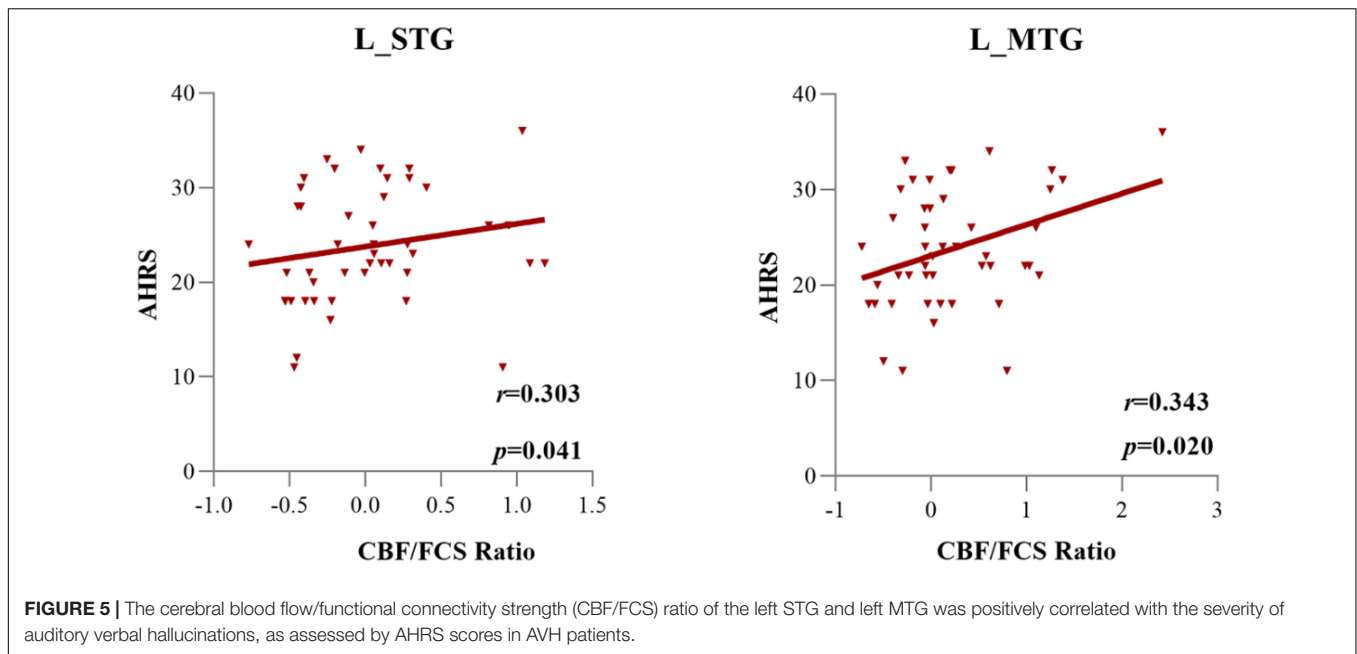 L_STG
L_MTG
40
30
20
10
0
AHRS
-1.0 -0.5 0.0 0.5 1.0 1.5
CBF/FCS Ratio
r=0.303
p=0.041
40
30
20
10
0
AHRS
-1 0 1 2 3
CBF/FCS Ratio
r=0.343
p=0.020
FIGURE 5 | The cerebral blood flow/functional connectivity strength (CBF/FCS) ratio of the left STG and left MTG was positively correlated with the severity of
auditory verbal hallucinations, as assessed by AHRS scores in AVH patients.